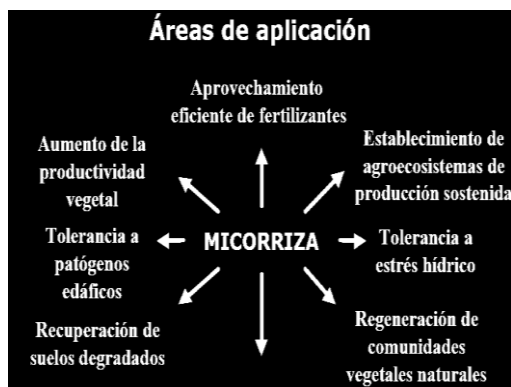 Áreas de aplicación
Aprovechamiento
eficiente de fertilizantes
Aumento de la
productividad
vegetal
Establecimiento de
agroecosistemas de
producción sostenida
Tolerancia a
patógenos
edáficos
MICORRIZA
Tolerancia a
estrés hídrico
Recuperación de
suelos degradados
Regeneración de
comunidades
vegetales naturales